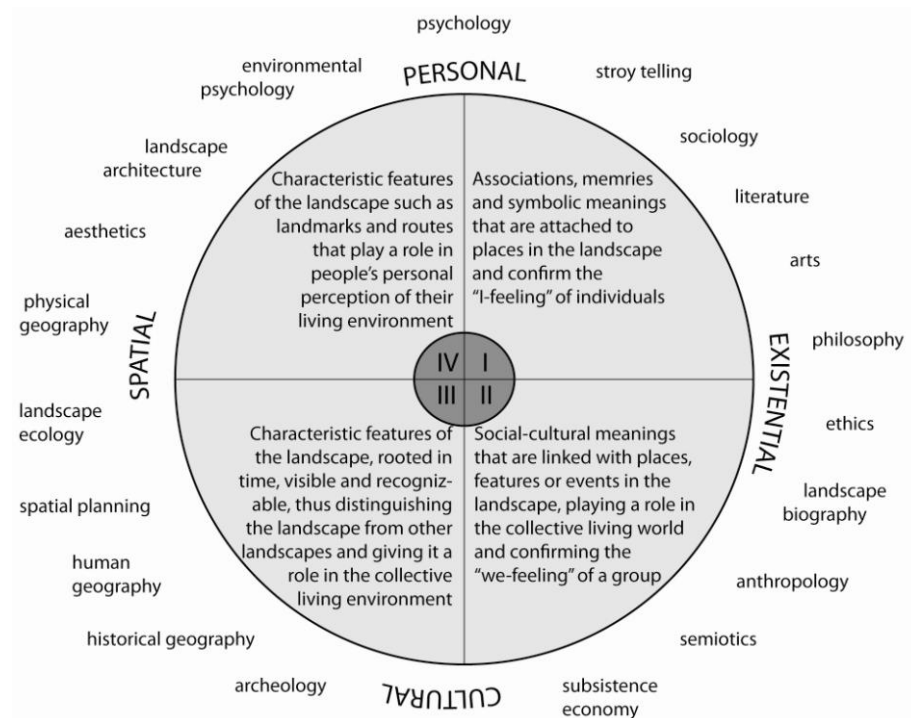 psychology
PERSONAL
environmental
psychology
stroy telling
landscape
architecture
sociology
aesthetics
literature
physical
geography
arts
SPATIAL
philosophy
EXISTENTIAL
landscape
ecology
ethics
spatial planning
landscape
biography
human
geography
anthropology
historical geography
semiotics
archeology
CULTURAL
subsistence
economy
Characteristic features
of the landscape such as
landmarks and routes
that play a role in
people's personal
perception of their
living environment
Associations, memries
and symbolic meanings
that are attached to
places in the landscape
and confirm the
"I-feeling" of individuals
IV I
III II
Characteristic features of
the landscape, rooted in
time, visible and recogniz-
able, thus distinguishing
the landscape from other
landscapes and giving it a
role in the collective
living environment
Social-cultural meanings
that are linked with places,
features or events in the
landscape, playing a role in
the collective living world
and confirming the
"we-feeling" of a group